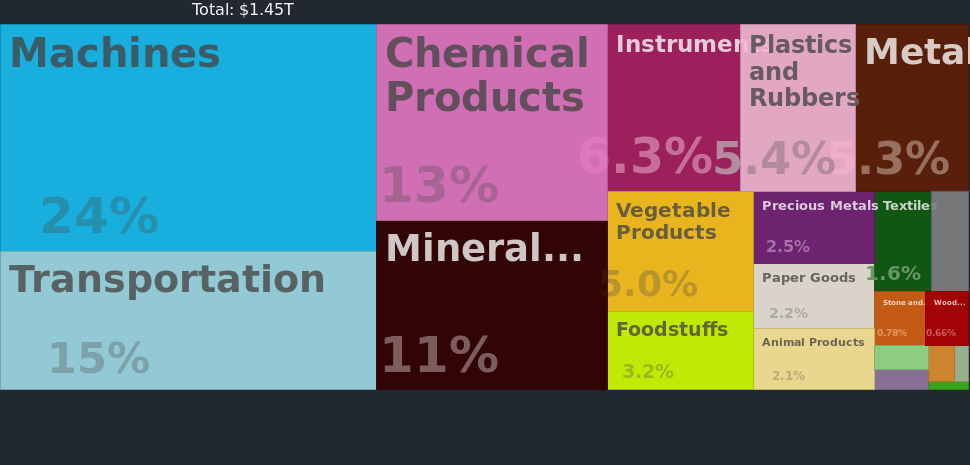 Total: $1.45T
Machines
24%
Transportation
15%
Chemical
Products
13%
Mineral...
11%
Instruments
6.3%
Plastics
and
Rubbers
5.4%
Metal
5.3%
Vegetable
Products
5.0%
Foodstuffs
3.2%
Precious Metals
2.5%
Textiles
1.6%
Paper Goods
2.2%
Animal Products
2.1%
Stone and...
0.78%
Wood...
0.66%